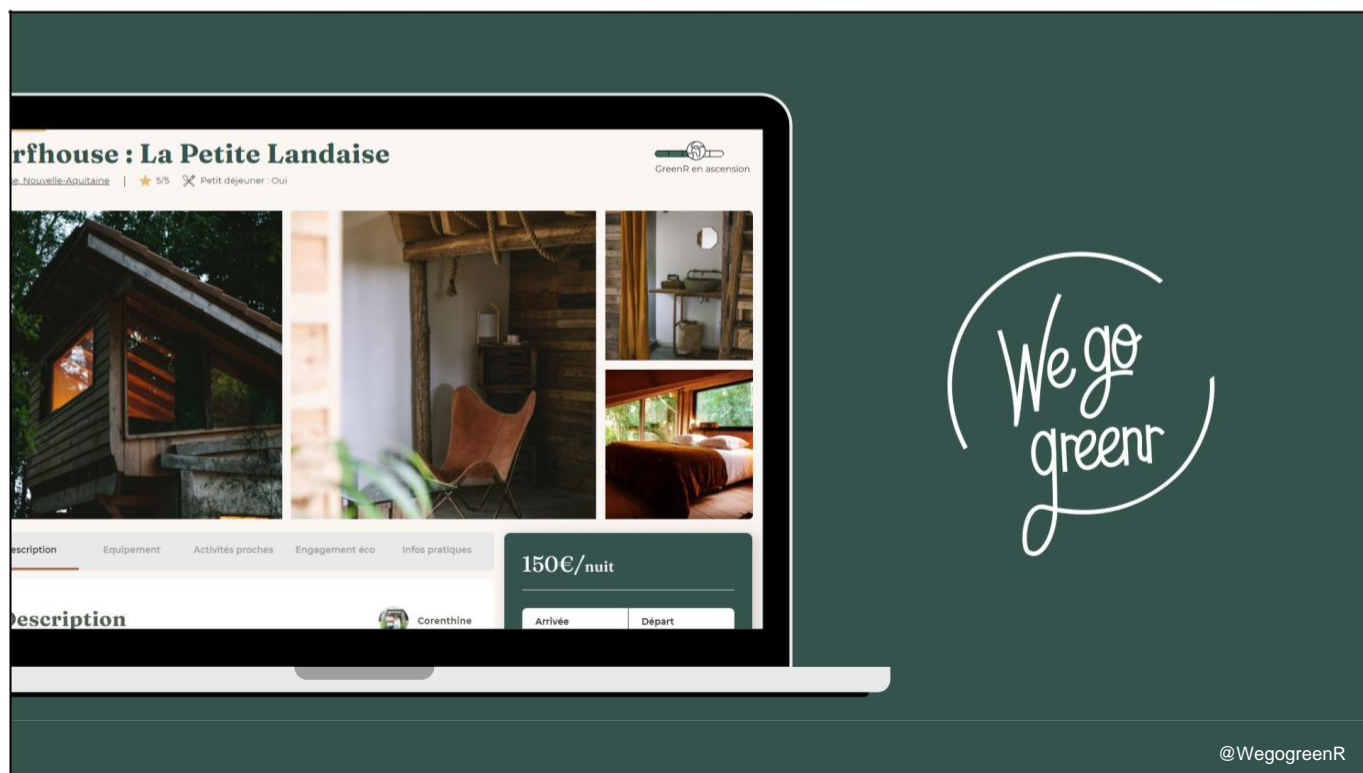 rfhouse : La Petite Landaise
se, Nouvelle-Aquitaine | 5/5 Petit déjeuner : Oui
GreenR en ascension
We go
greenr
escription Equipement Activités proches Engagement éco Infos pratiques
150€/nuit
Description
Corenthine
Arrivée Départ
@WegogreenR